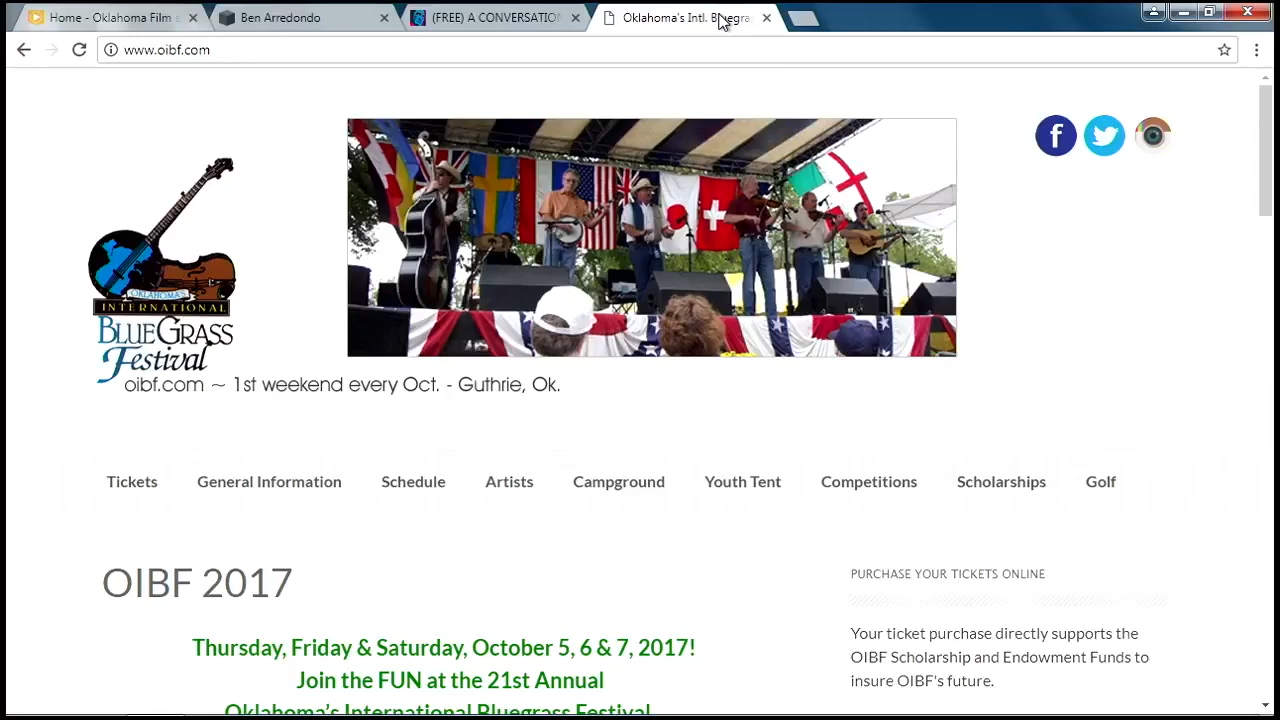 Home - Oklahoma Film
Ben Arredondo
(FREE) A CONVERSATION
Oklahoma's Intl. Bluegra
www.oibf.com
OKLAHOMA'S
INTERNATIONAL
BLUEGRASS
Festival
oibf.com ~ 1st weekend every Oct. - Guthrie, Ok.
Tickets General Information Schedule Artists Campground Youth Tent Competitions Scholarships Golf
OIBF 2017
Thursday, Friday & Saturday, October 5, 6 & 7, 2017!
Join the FUN at the 21st Annual
Oklahoma's International Bluegrass Festival
PURCHASE YOUR TICKETS ONLINE
Your ticket purchase directly supports the
OIBF Scholarship and Endowment Funds to
insure OIBF's future.